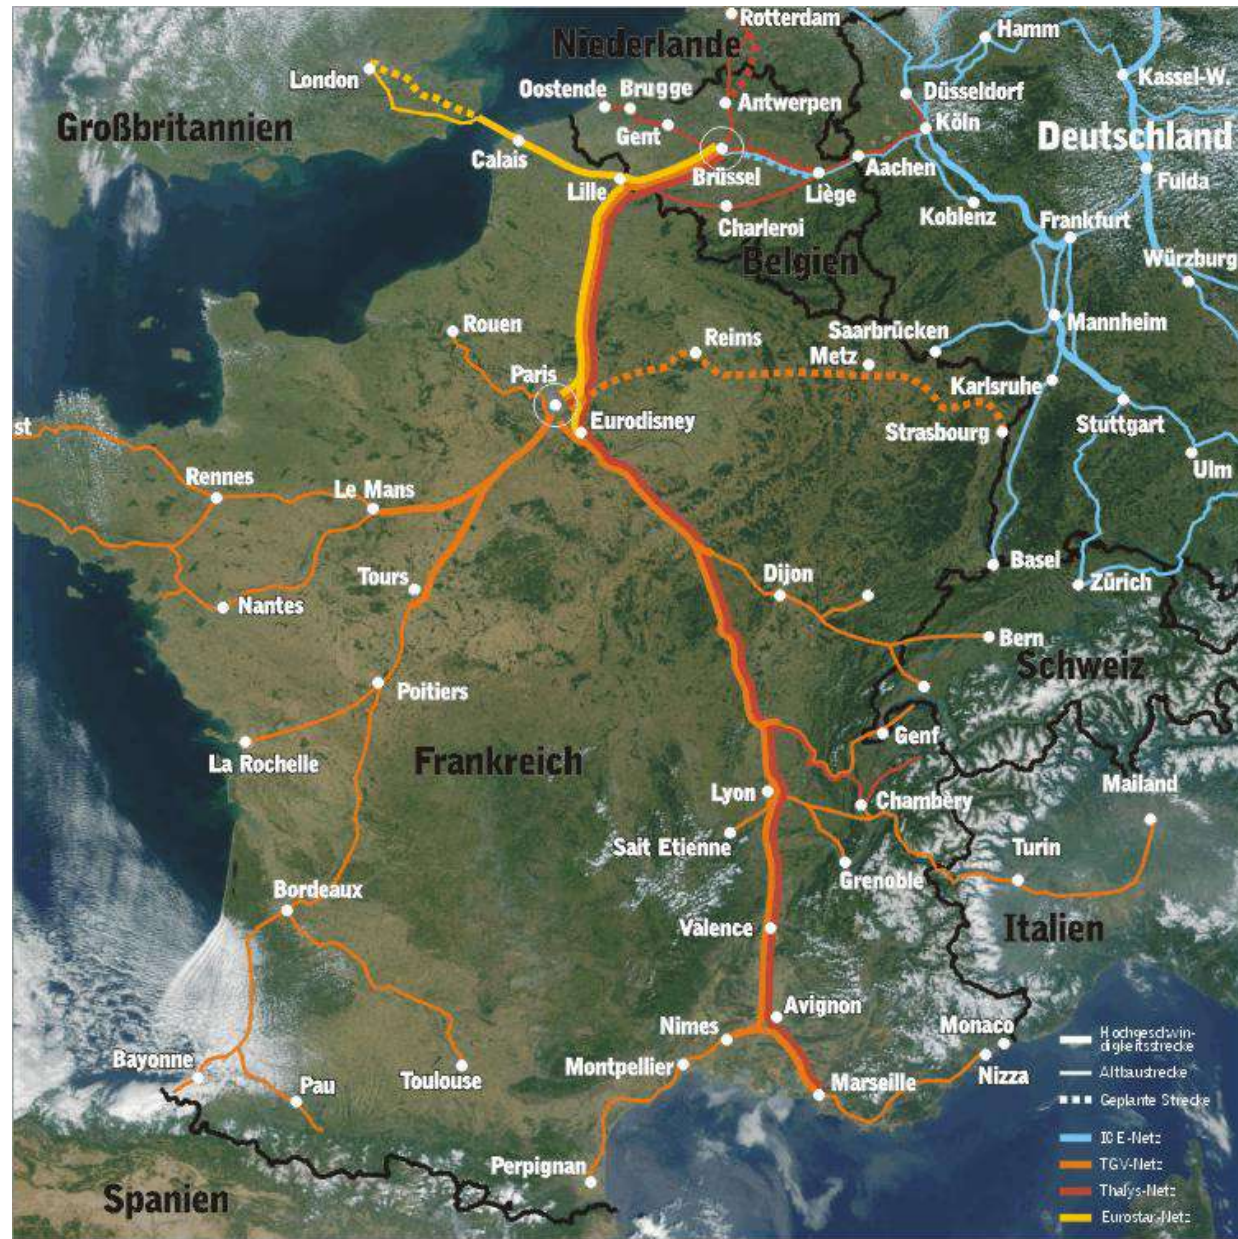 Rotterdam
Niederlande
Hamm
London
Kassel-W.
Oostende
Brugge
Düsseldorf
Antwerpen
Großbritannien
Gent
Köln
Deutschland
Calais
Brüssel
Aachen
Lille
Liège
Fulda
Koblenz
Charleroi
Frankfurt
Belgien
Würzburg
Rouen
Reims
Saarbrücken
Mannheim
Metz
Paris
Karlsruhe
Eurodisney
Stuttgart
st
Strasbourg
Rennes
Le Mans
Ulm
Basel
Tours
Dijon
Zürich
Nantes
Bern
Schweiz
Poitiers
Genf
La Rochelle
Frankreich
Mailand
Lyon
Chambèry
Sait Etienne
Turin
Grenoble
Bordeaux
Valence
Italien
Avignon
Nimes
Monaco
Hochgeschwin-
digkeitsstrecke
Bayonne
Montpellier
Nizza
Altbaustrecke
Toulouse
Marseille
Pau
Geplante Strecke
ICE-Netz
Perpignan
TGV-Netz
Spanien
Thalys-Netz
Eurostar-Netz